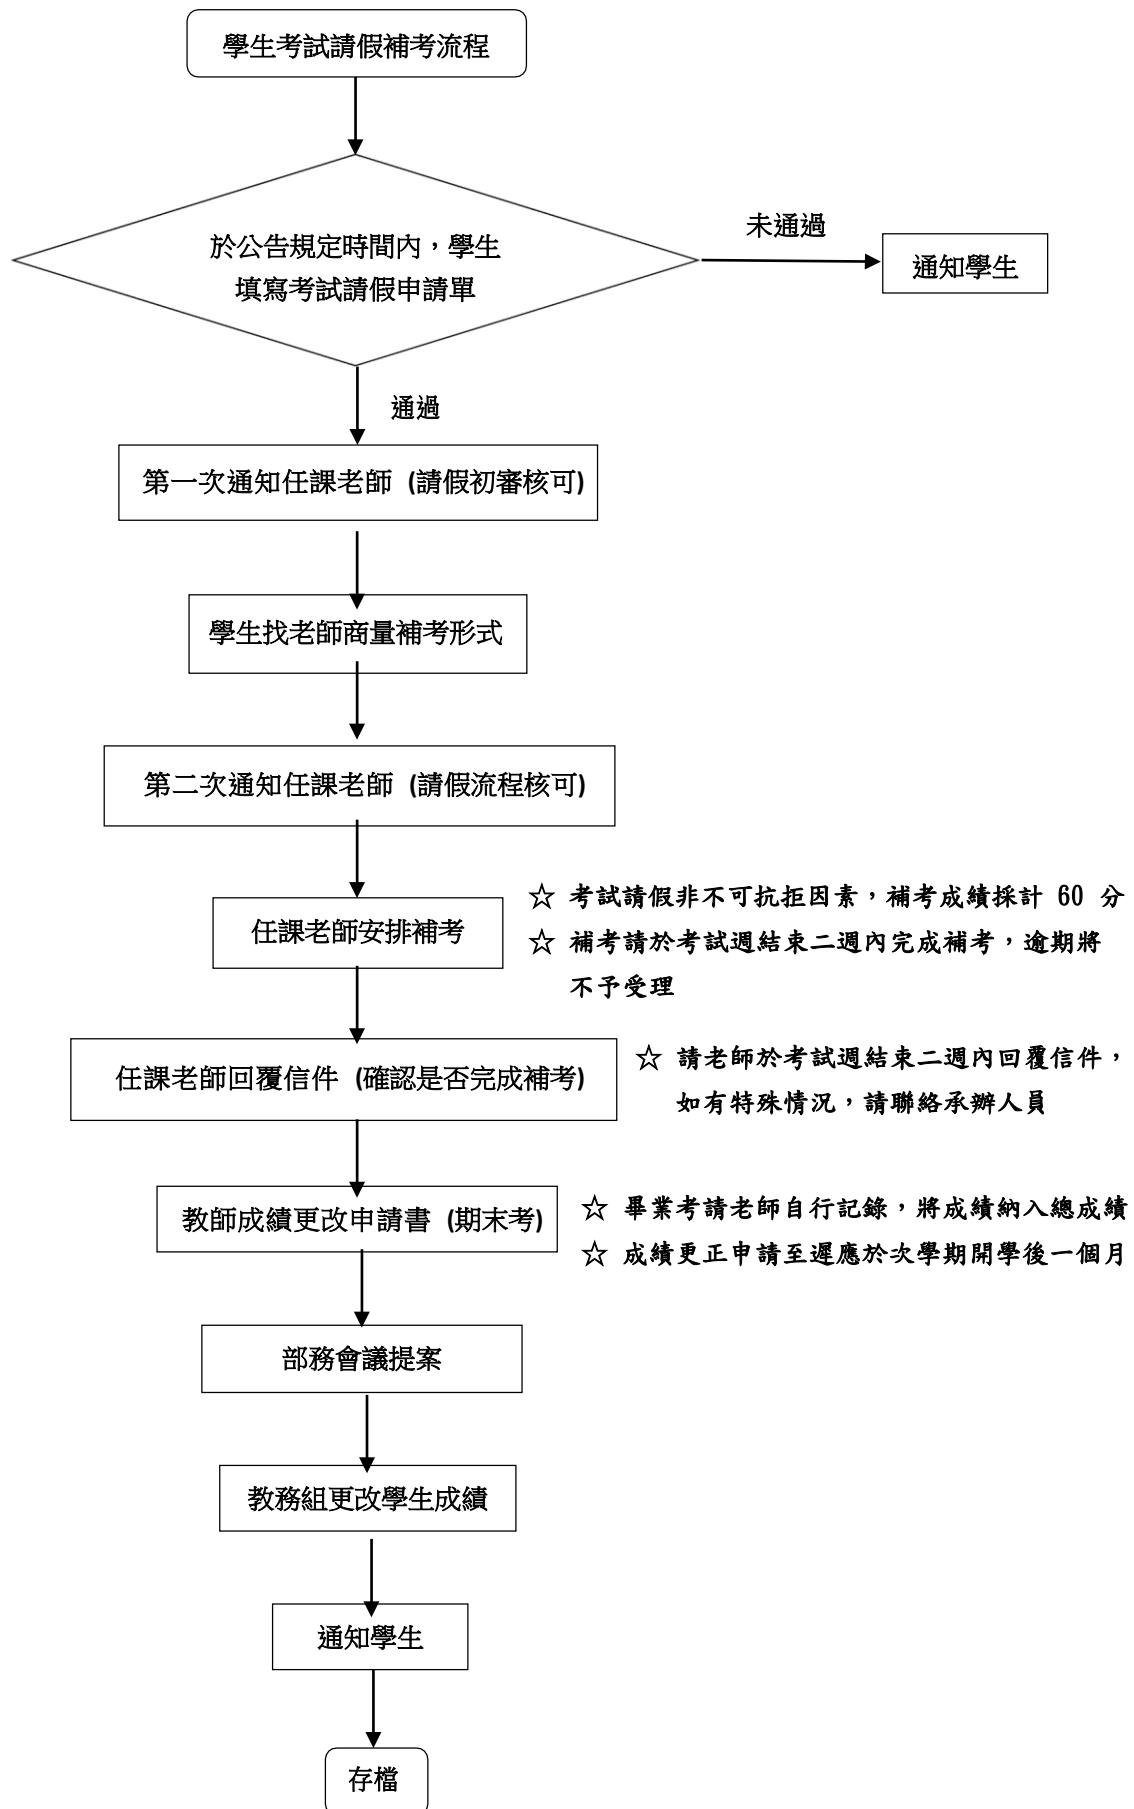 學生考試請假補考流程
於公告規定時間內，學生
填寫考試請假申請單
未通過
通知學生
通過
第一次通知任課老師 (請假初審核可)
學生找老師商量補考形式
第二次通知任課老師 (請假流程核可)
任課老師安排補考
☆ 考試請假非不可抗拒因素，補考成績採計 60 分
☆ 補考請於考試週結束二週內完成補考，逾期將
不予受理
任課老師回覆信件 (確認是否完成補考)
☆ 請老師於考試週結束二週內回覆信件，
如有特殊情況，請聯絡承辦人員
教師成績更改申請書 (期末考)
☆ 畢業考請老師自行記錄，將成績納入總成績
☆ 成績更正申請至遲應於次學期開學後一個月
部務會議提案
教務組更改學生成績
通知學生
存檔